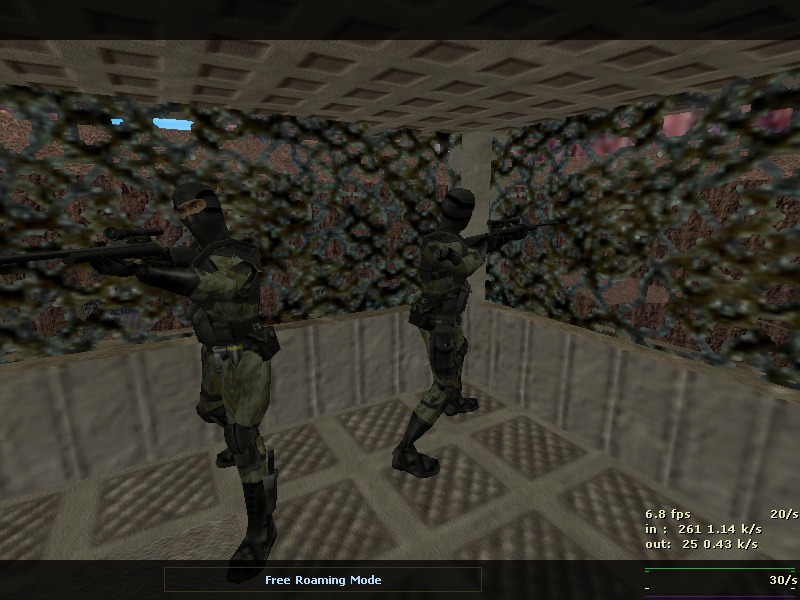 6.8 fps 20/s
in : 261 1.14 k/s
out: 25 0.43 k/s
Free Roaming Mode
30/s